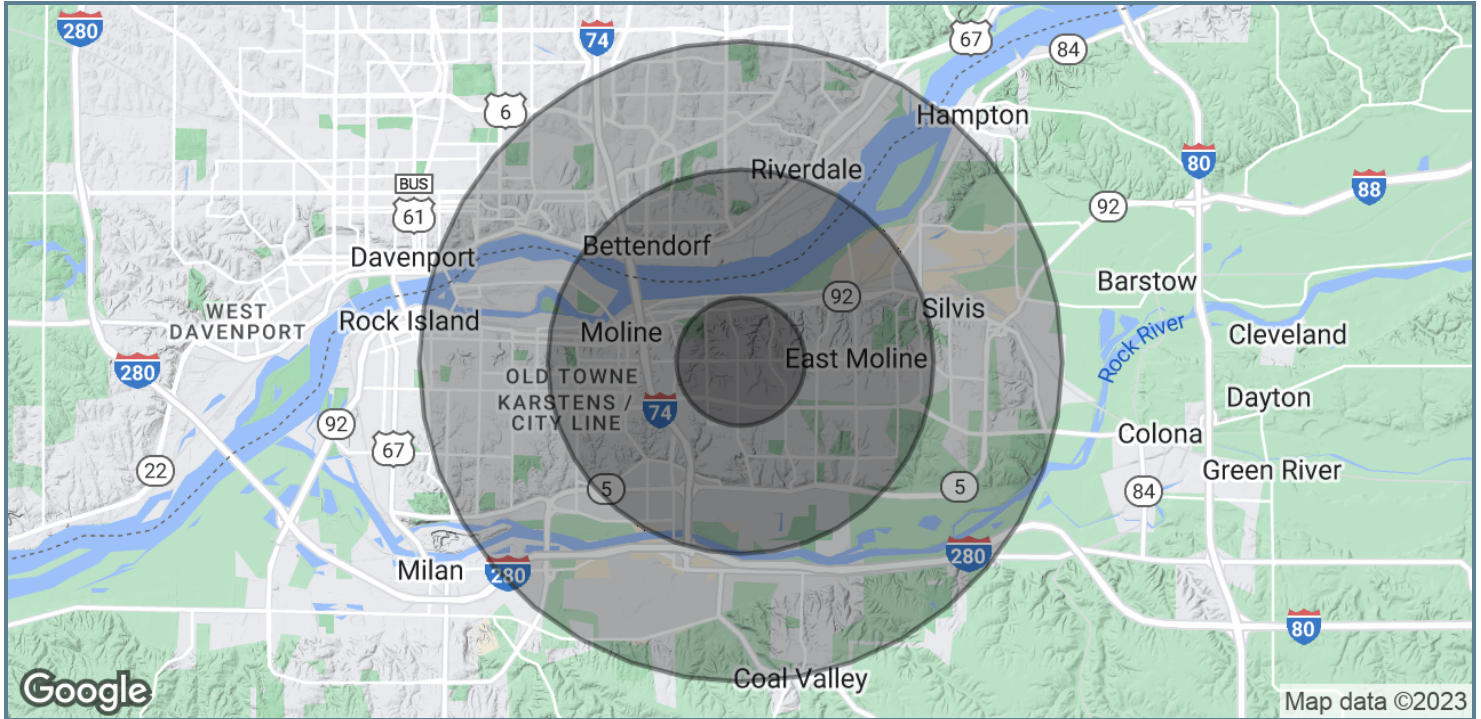 280
74
67
84
6
Hampton
80
Riverdale
88
BUS
61
92
Bettendorf
Davenport
Barstow
92
Silvis
WEST
DAVENPORT
Rock Island
Moline
Rock River
Cleveland
East Moline
280
OLD TOWNE
KARSTENS /
CITY LINE
74
Dayton
92
67
Colona
22
5
5
84
Green River
280
Milan
280
80
Coal Valley
Google
Map data ©2023